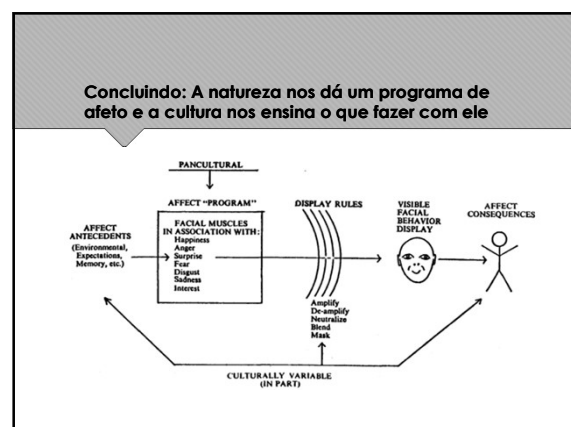 Concluindo: A natureza nos dá um programa de
afeto e a cultura nos ensina o que fazer com ele
PANCULTURAL
AFFECT "PROGRAM"
DISPLAY RULES
VISIBLE
FACIAL
BEHAVIOR
DISPLAY
AFFECT
CONSEQUENCES
AFFECT
ANTECEDENTS
(Environmental,
Expectations,
Memory, etc.)
FACIAL MUSCLES
IN ASSOCIATION WITH:
Happiness
Anger
Surprise
Fear
Disgust
Sadness
Interest
Amplify
De-amplify
Neutralize
Blend
Mask
CULTURALLY VARIABLE
(IN PART)